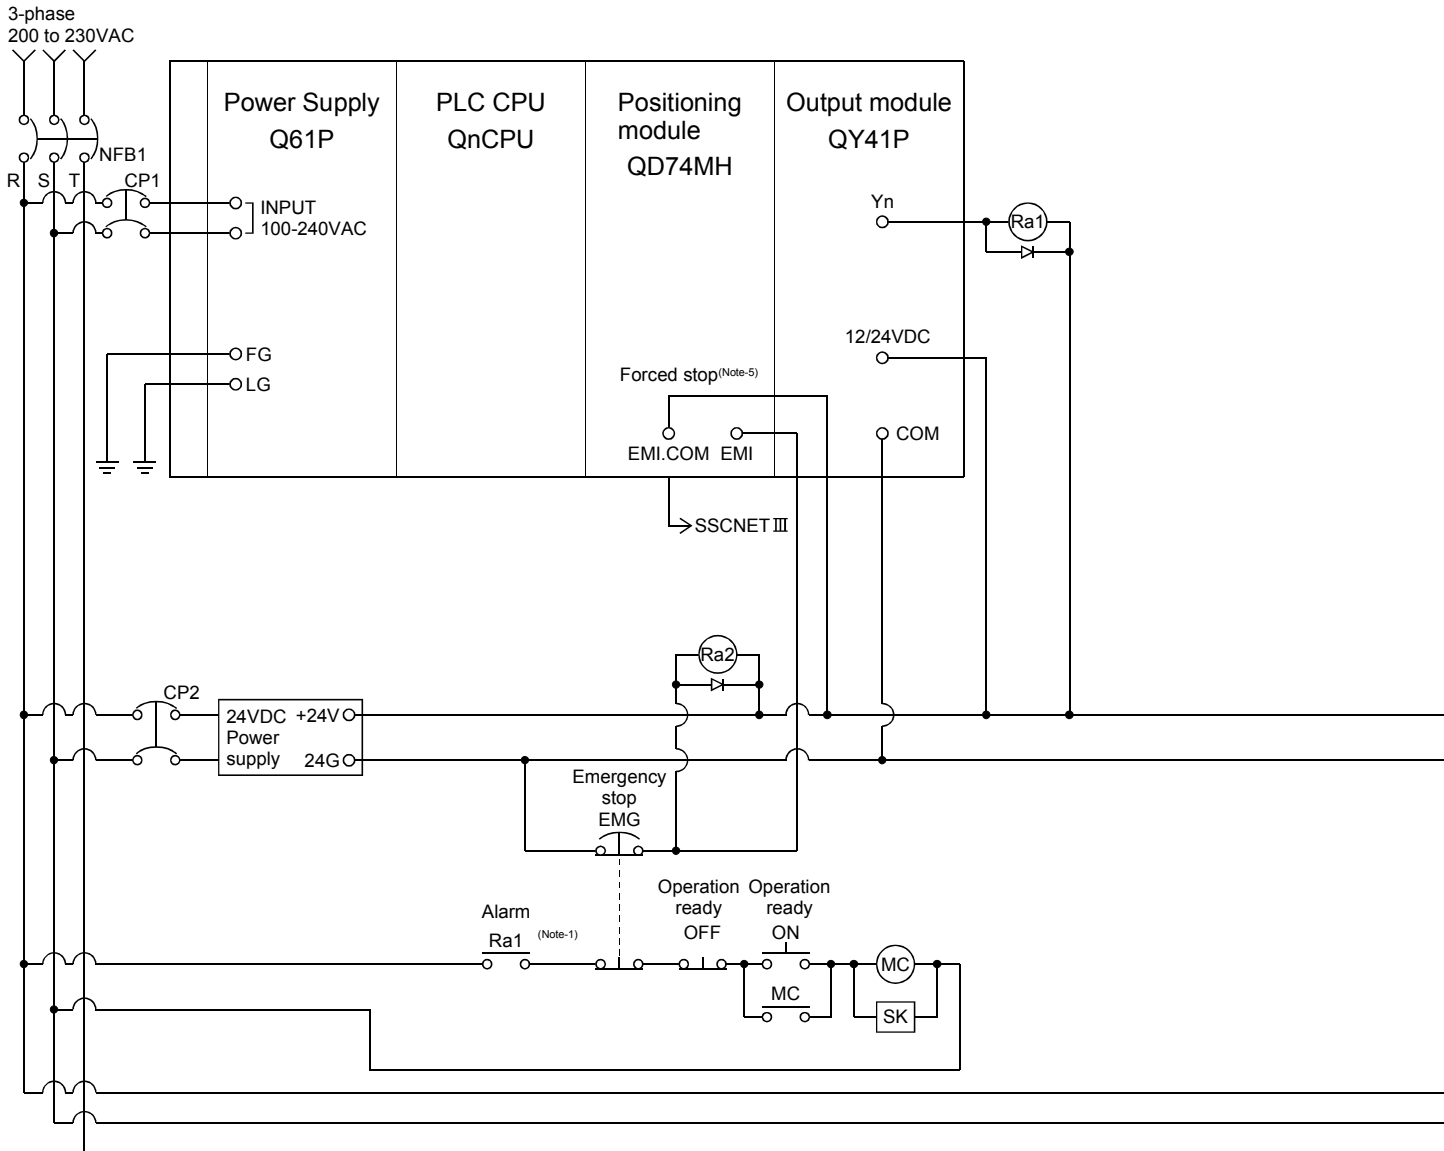 3-phase
200 to 230VAC
Power Supply
Q61P
PLC CPU
QnCPU
Positioning
module
QD74MH
Output module
QY41P
NFB1
R S T
CP1
INPUT
100-240VAC
Yn
Ra1
FG
LG
12/24VDC
Forced stop(Note-5)
EMI.COM EMI
COM
SSCNETⅢ
Ra2
CP2
24VDC +24V
Power
supply 24G
Emergency
stop
EMG
Operation Operation
ready ready
OFF ON
Alarm
Ra1 (Note-1)
MC
MC
SK